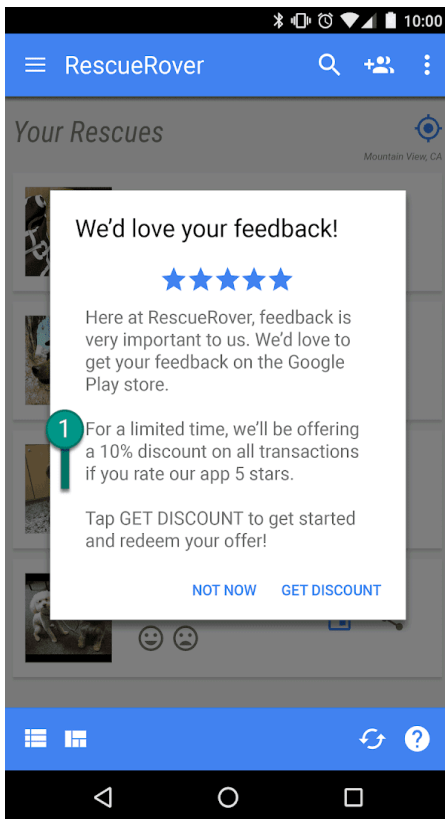 10:00
RescueRover
Your Rescues
Mountain View, CA
We'd love your feedback!
Here at RescueRover, feedback is
very important to us. We'd love to
get your feedback on the Google
Play store.
1
For a limited time, we'll be offering
a 10% discount on all transactions
if you rate our app 5 stars.
Tap GET DISCOUNT to get started
and redeem your offer!
NOT NOW GET DISCOUNT